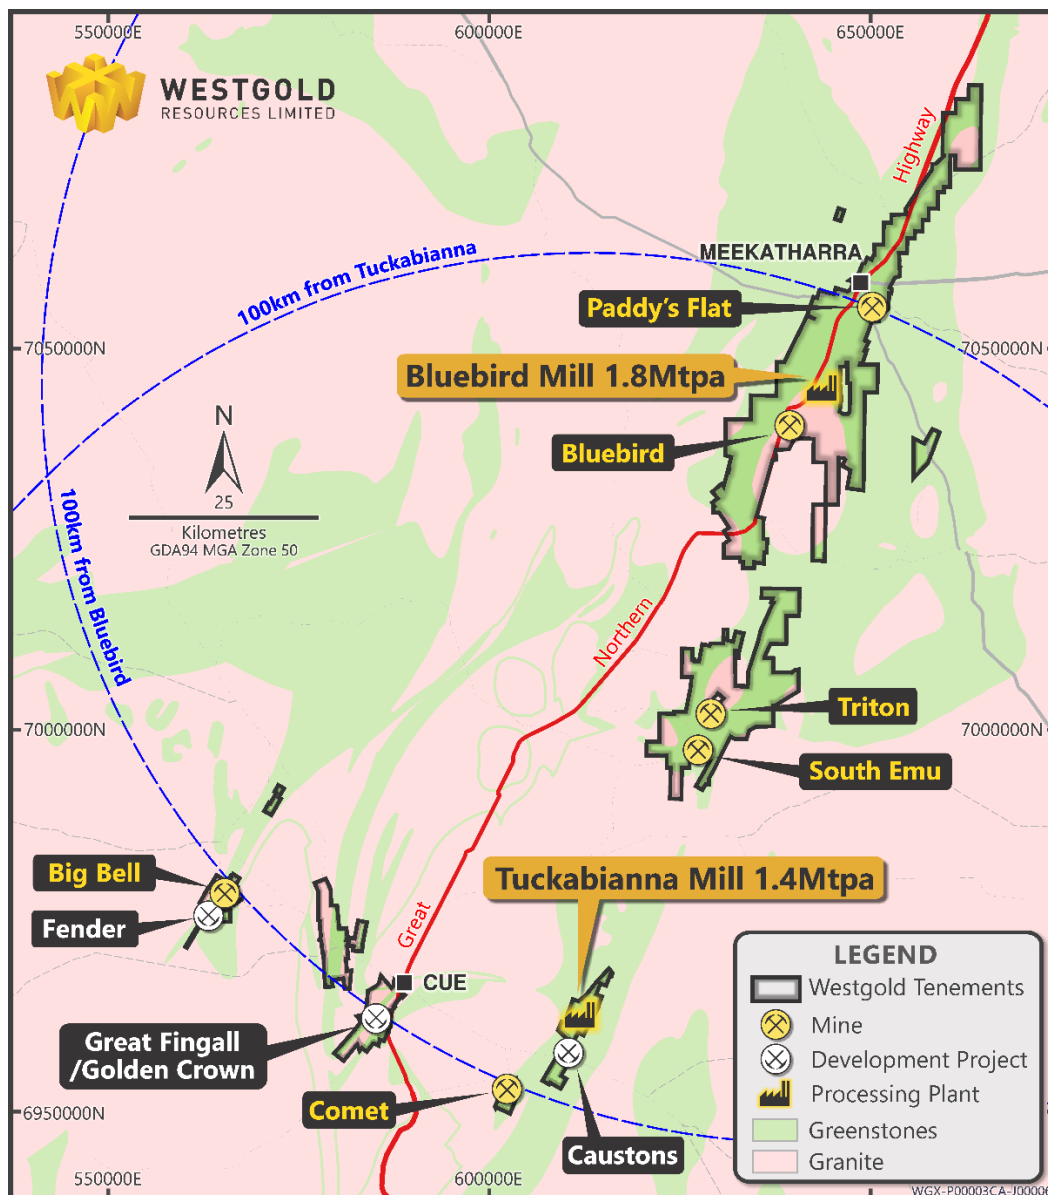 550000E
600000E
650000E
WESTGOLD
RESOURCES LIMITED
Highway
MEEKATHARRA
100km from Tuckabianna
Paddy's Flat
7050000N
7050000N
Bluebird Mill 1.8Mtpa
N
Bluebird
25
Kilometres
GDA94 MGA Zone 50
100km from Bluebird
Northern
Triton
7000000N
7000000N
South Emu
Big Bell
Tuckabianna Mill 1.4Mtpa
Fender
Great
CUE
LEGEND
Westgold Tenements
Mine
Development Project
Processing Plant
Greenstones
Granite
Great Fingall
/Golden Crown
Comet
6950000N
Caustons
550000E
600000E
WGX-P00003CA-J00006